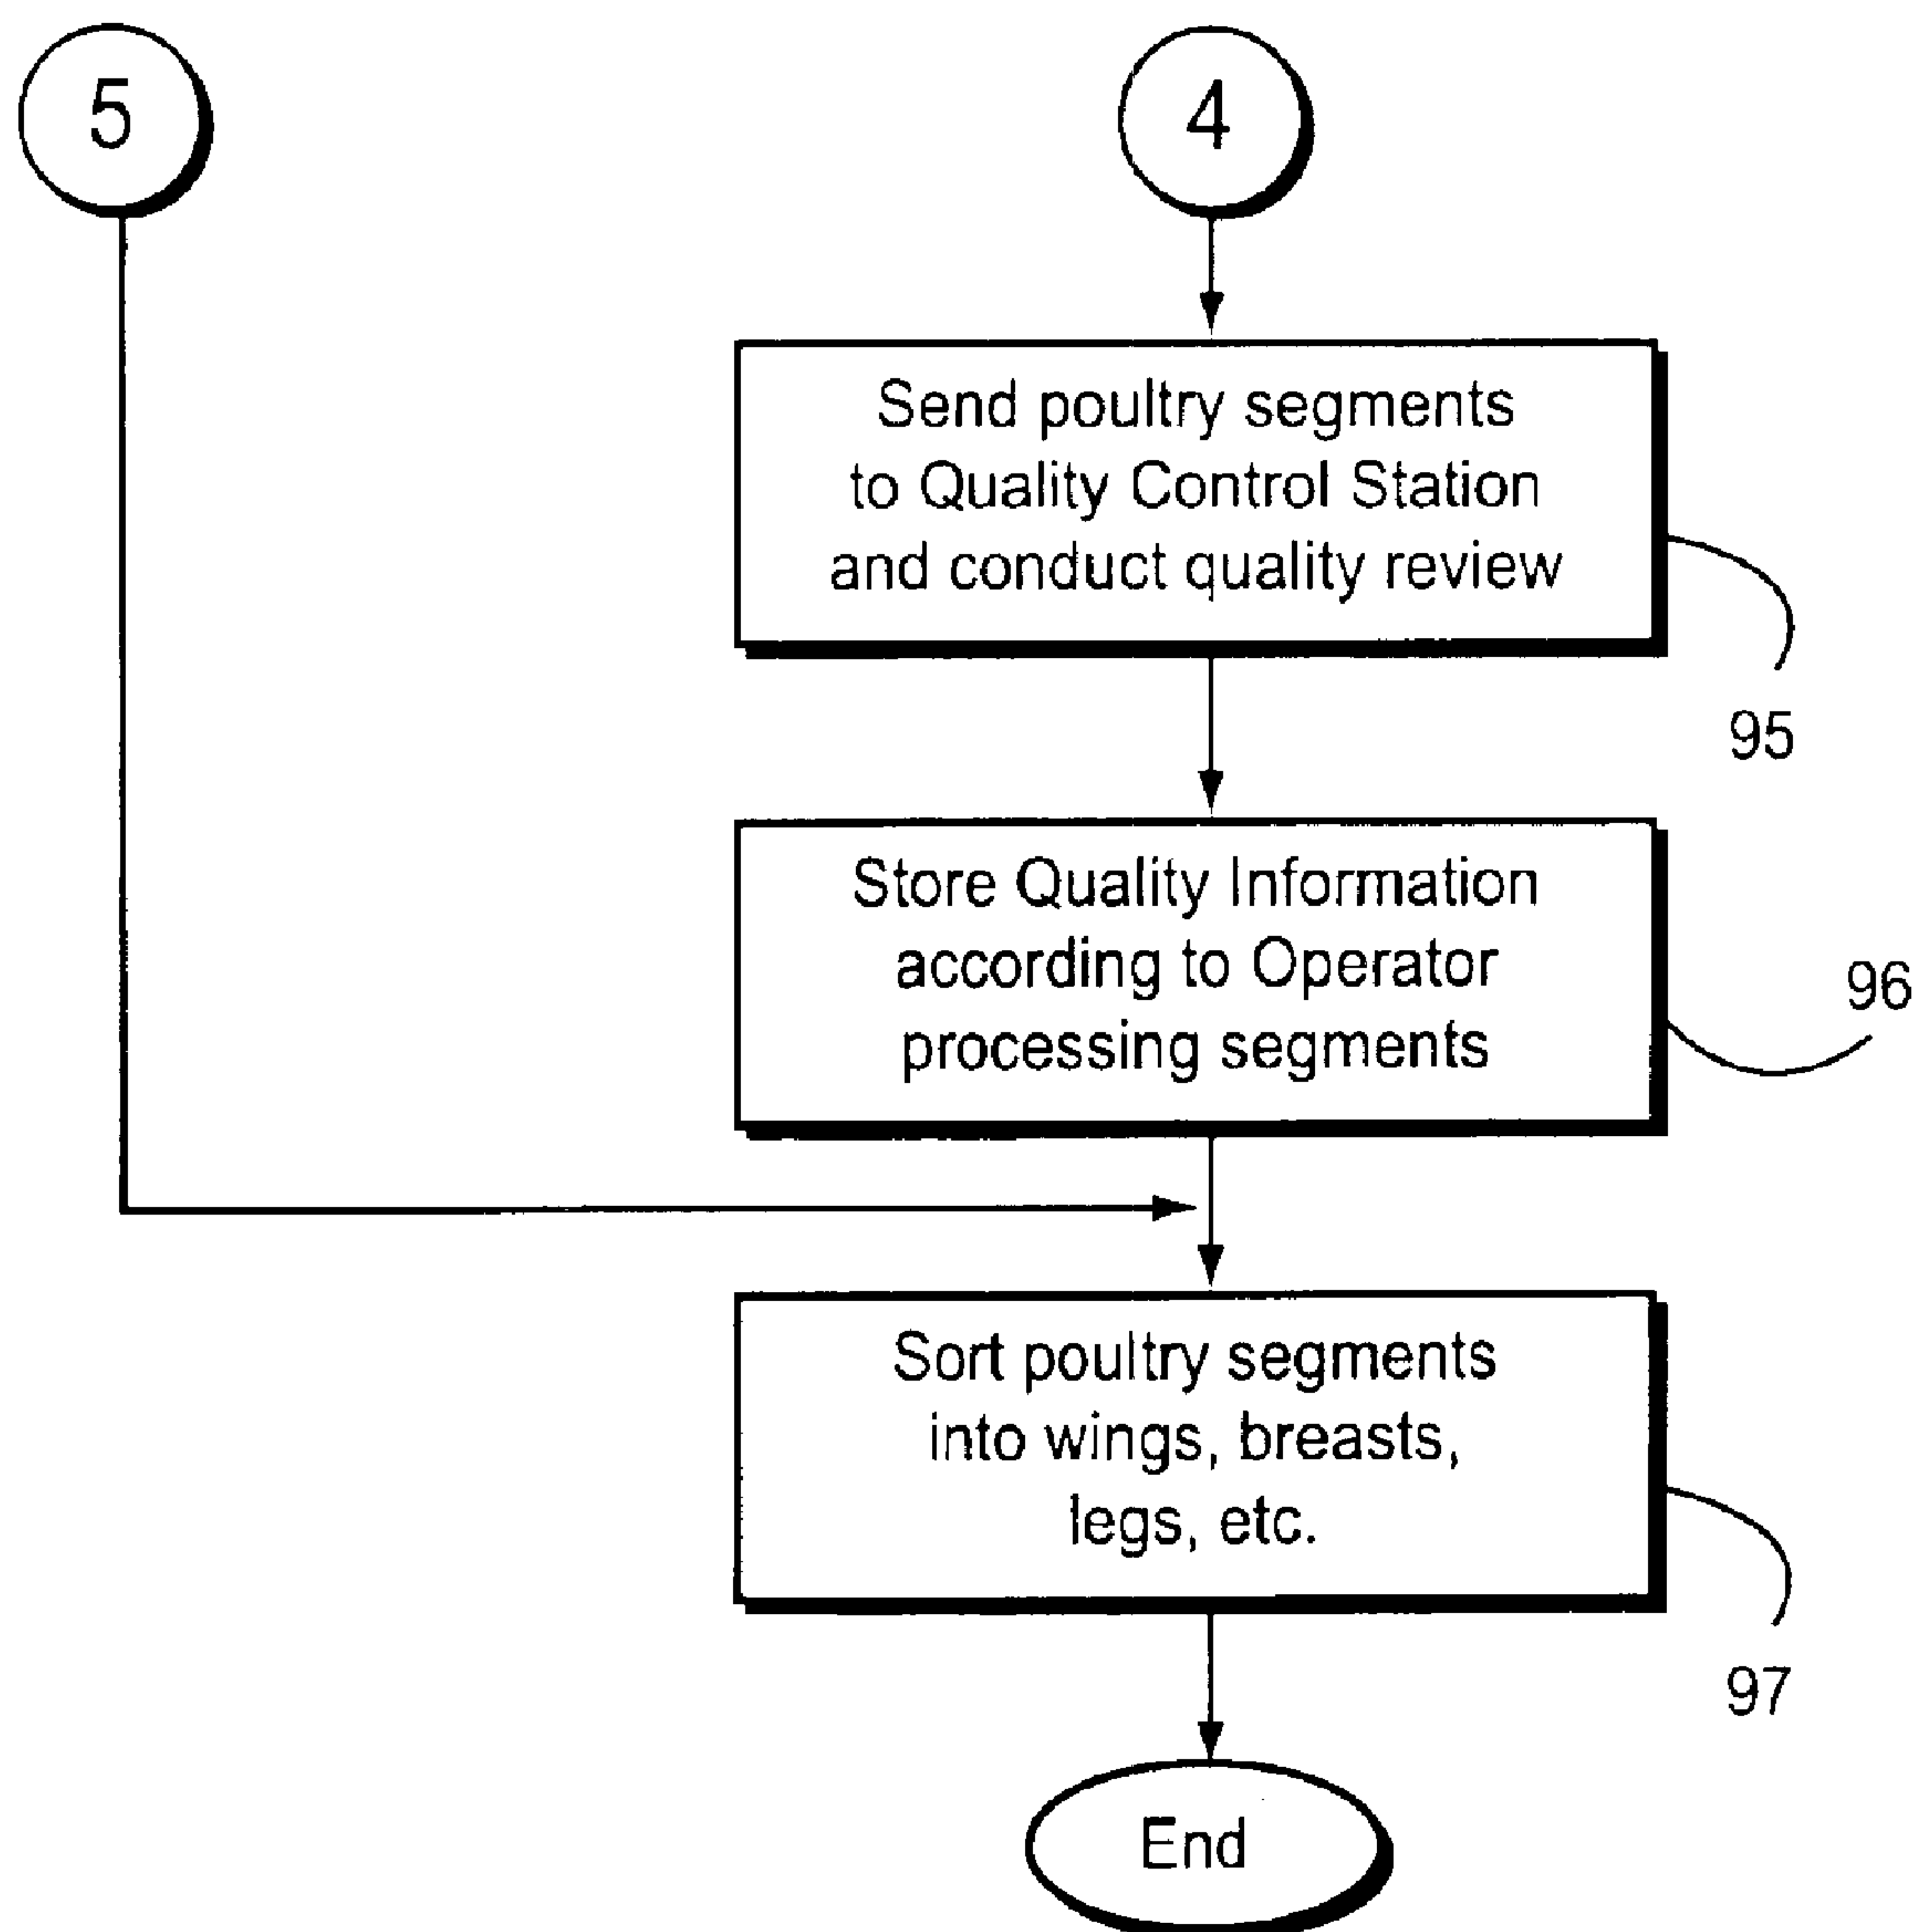 5
4
Send poultry segments
to Quality Control Station
and conduct quality review
95
Store Quality Information
according to Operator
processing segments
96
Sort poultry segments
into wings, breasts,
legs, etc.
97
End